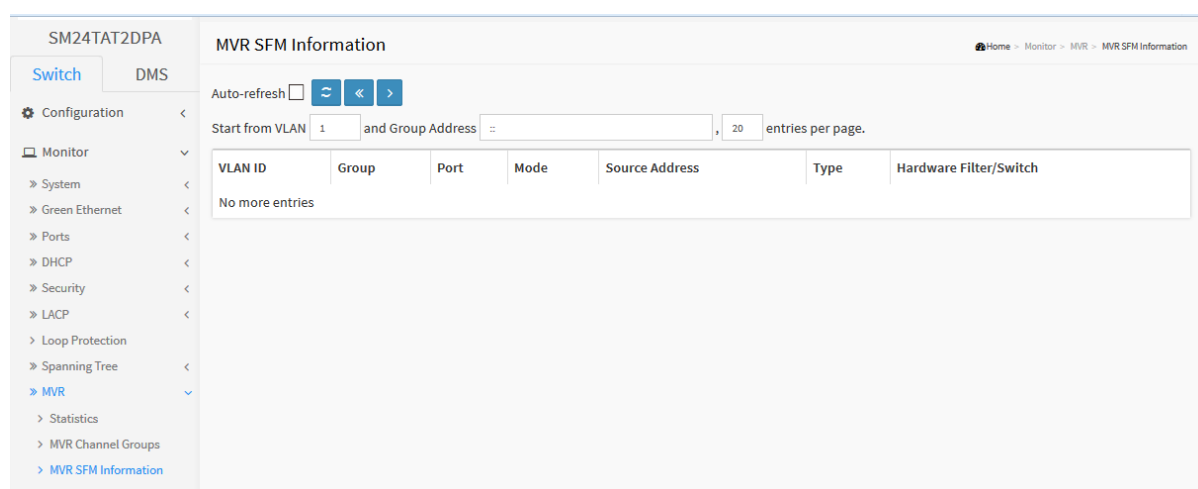 SM24TAT2DPA
Switch DMS
Configuration
Monitor
System
Green Ethernet
Ports
DHCP
Security
LACP
Loop Protection
Spanning Tree
MVR
Statistics
MVR Channel Groups
MVR SFM Information
MVR SFM Information
Home > Monitor > MVR > MVR SFM Information
Auto-refresh
Start from VLAN 1 and Group Address :: , 20 entries per page.
VLAN ID Group Port Mode Source Address Type Hardware Filter/Switch
No more entries